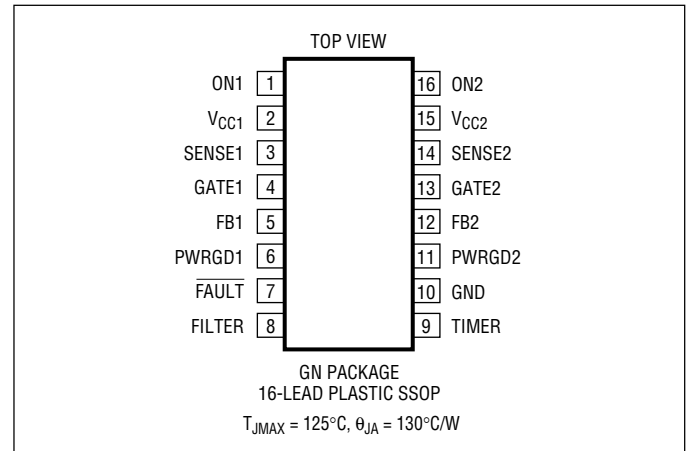 TOP VIEW
ON1 1 16 ON2
VCC1 2 15 VCC2
SENSE1 3 14 SENSE2
GATE1 4 13 GATE2
FB1 5 12 FB2
PWRGD1 6 11 PWRGD2
FAULT 7 10 GND
FILTER 8 9 TIMER
GN PACKAGE
16-LEAD PLASTIC SSOP
TJMAX = 125°C, θJA = 130°C/W